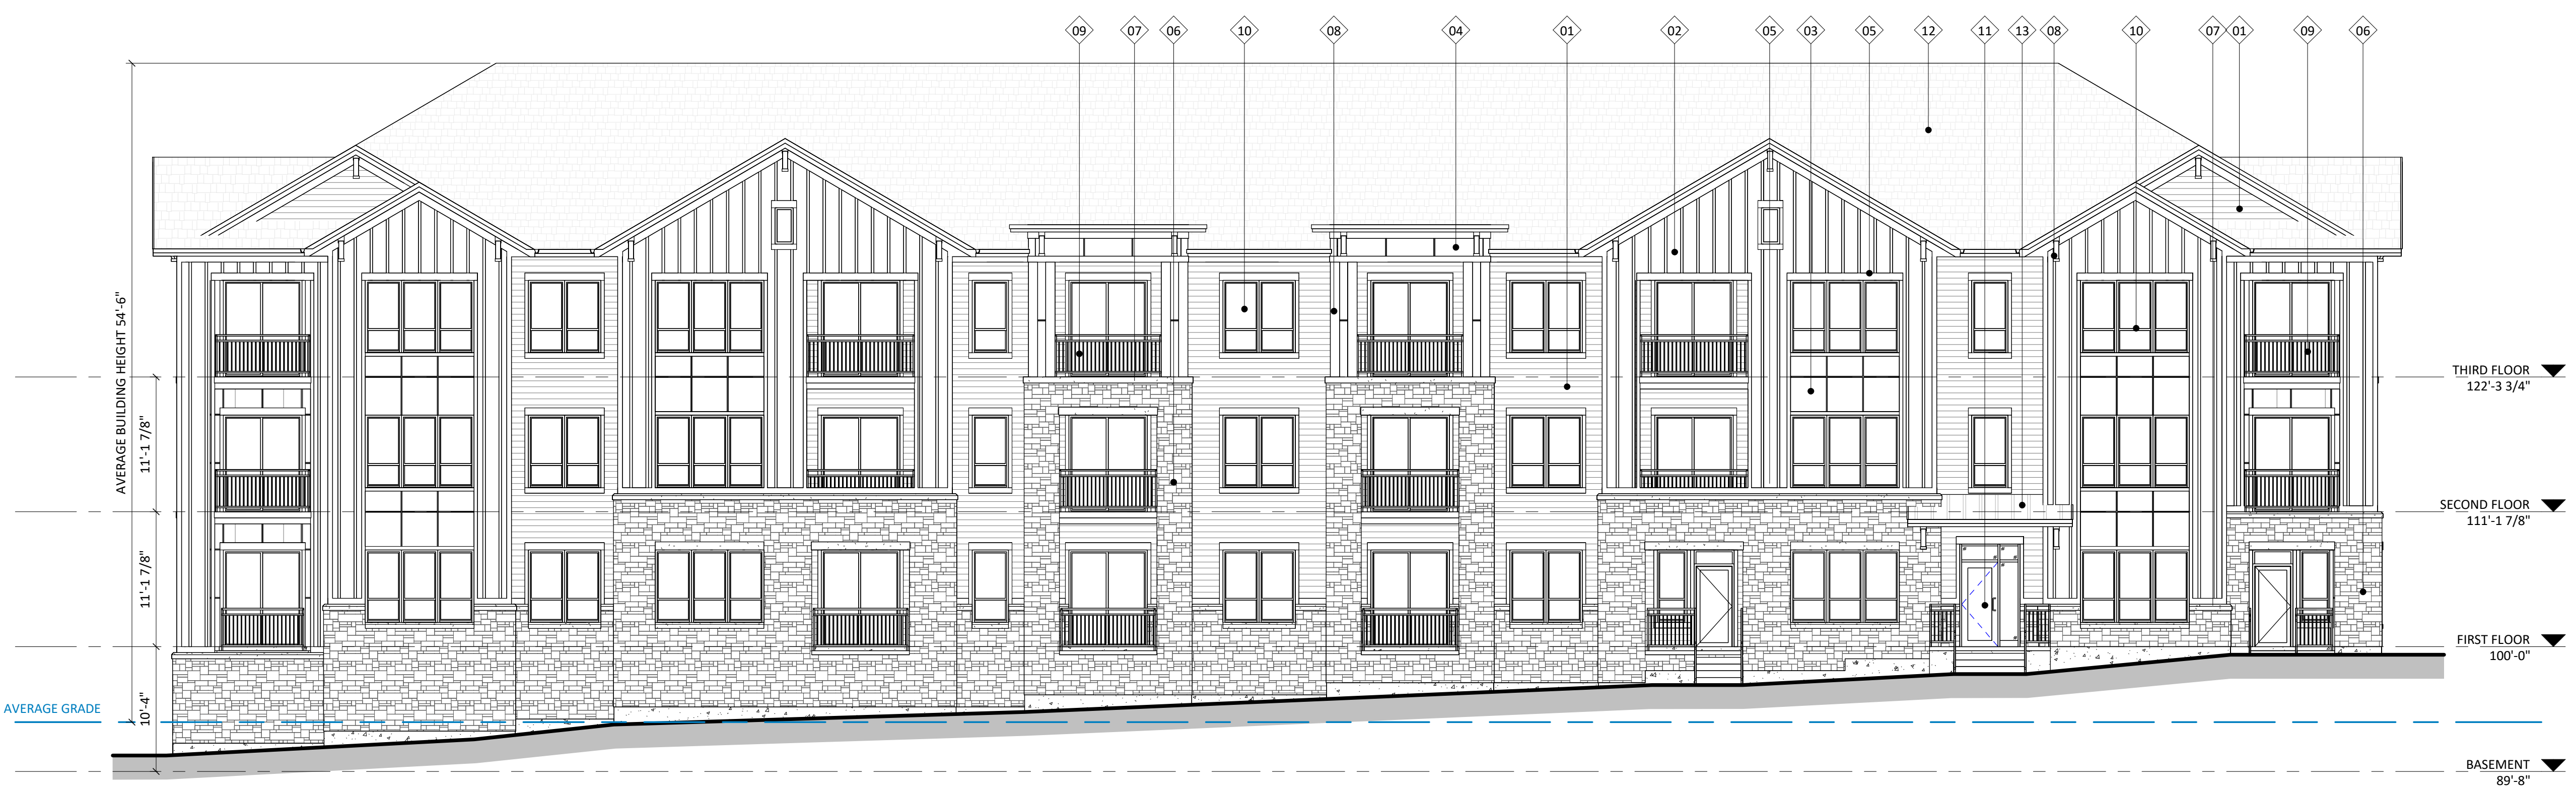 09 07 06 10 08 04 01 02 05 03 05 12 11 13 08 10 07 01 09 06
AVERAGE BUILDING HEIGHT 54'-6"
THIRD FLOOR
122'-3 3/4"
11'-1 7/8"
SECOND FLOOR
111'-1 7/8"
11'-1 7/8"
FIRST FLOOR
100'-0"
10'-4"
AVERAGE GRADE
BASEMENT
89'-8"